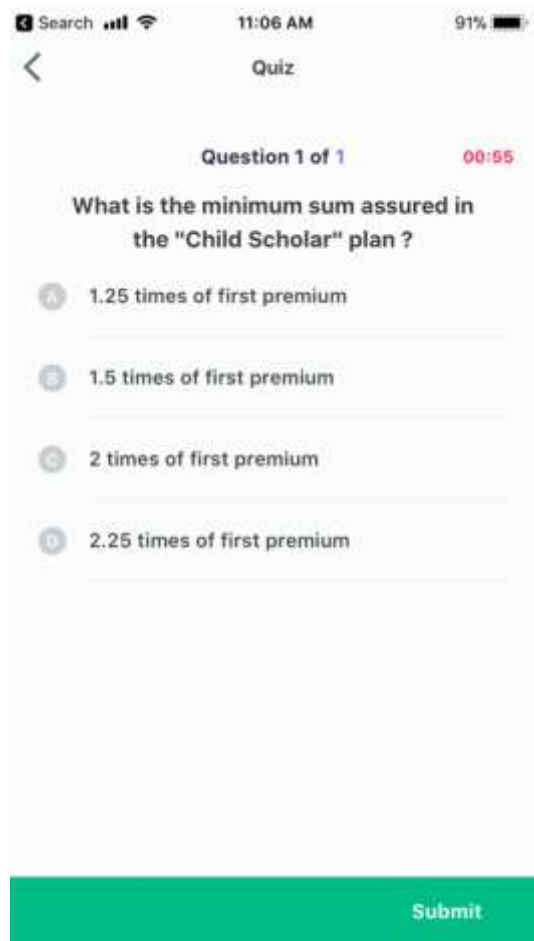 Search 11:06 AM 91%
Quiz
Question 1 of 1 00:55
What is the minimum sum assured in
the "Child Scholar" plan ?
A 1.25 times of first premium
B 1.5 times of first premium
C 2 times of first premium
D 2.25 times of first premium
Submit